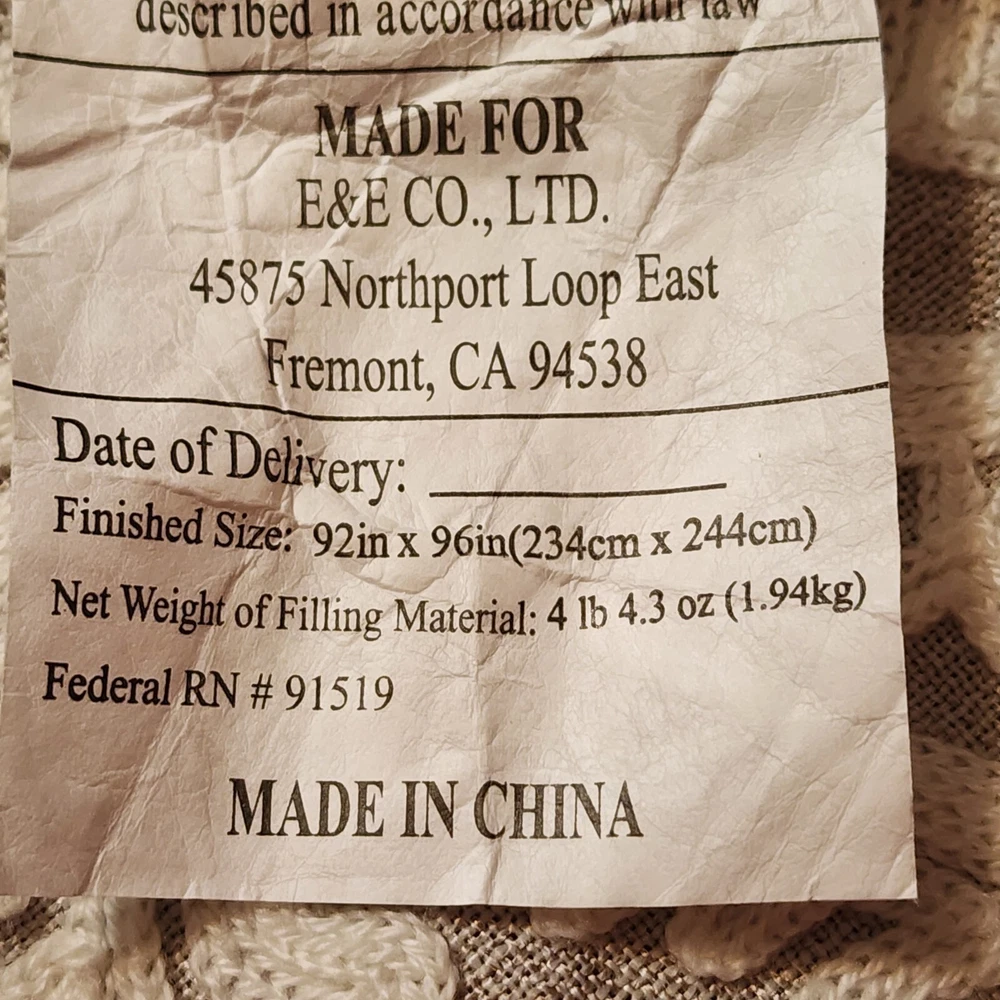 described in accordance with law
MADE FOR
E&E CO., LTD.
45875 Northport Loop East
Fremont, CA 94538
Date of Delivery: ____________
Finished Size: 92in x 96in(234cm x 244cm)
Net Weight of Filling Material: 4 lb 4.3 oz (1.94kg)
Federal RN # 91519
MADE IN CHINA